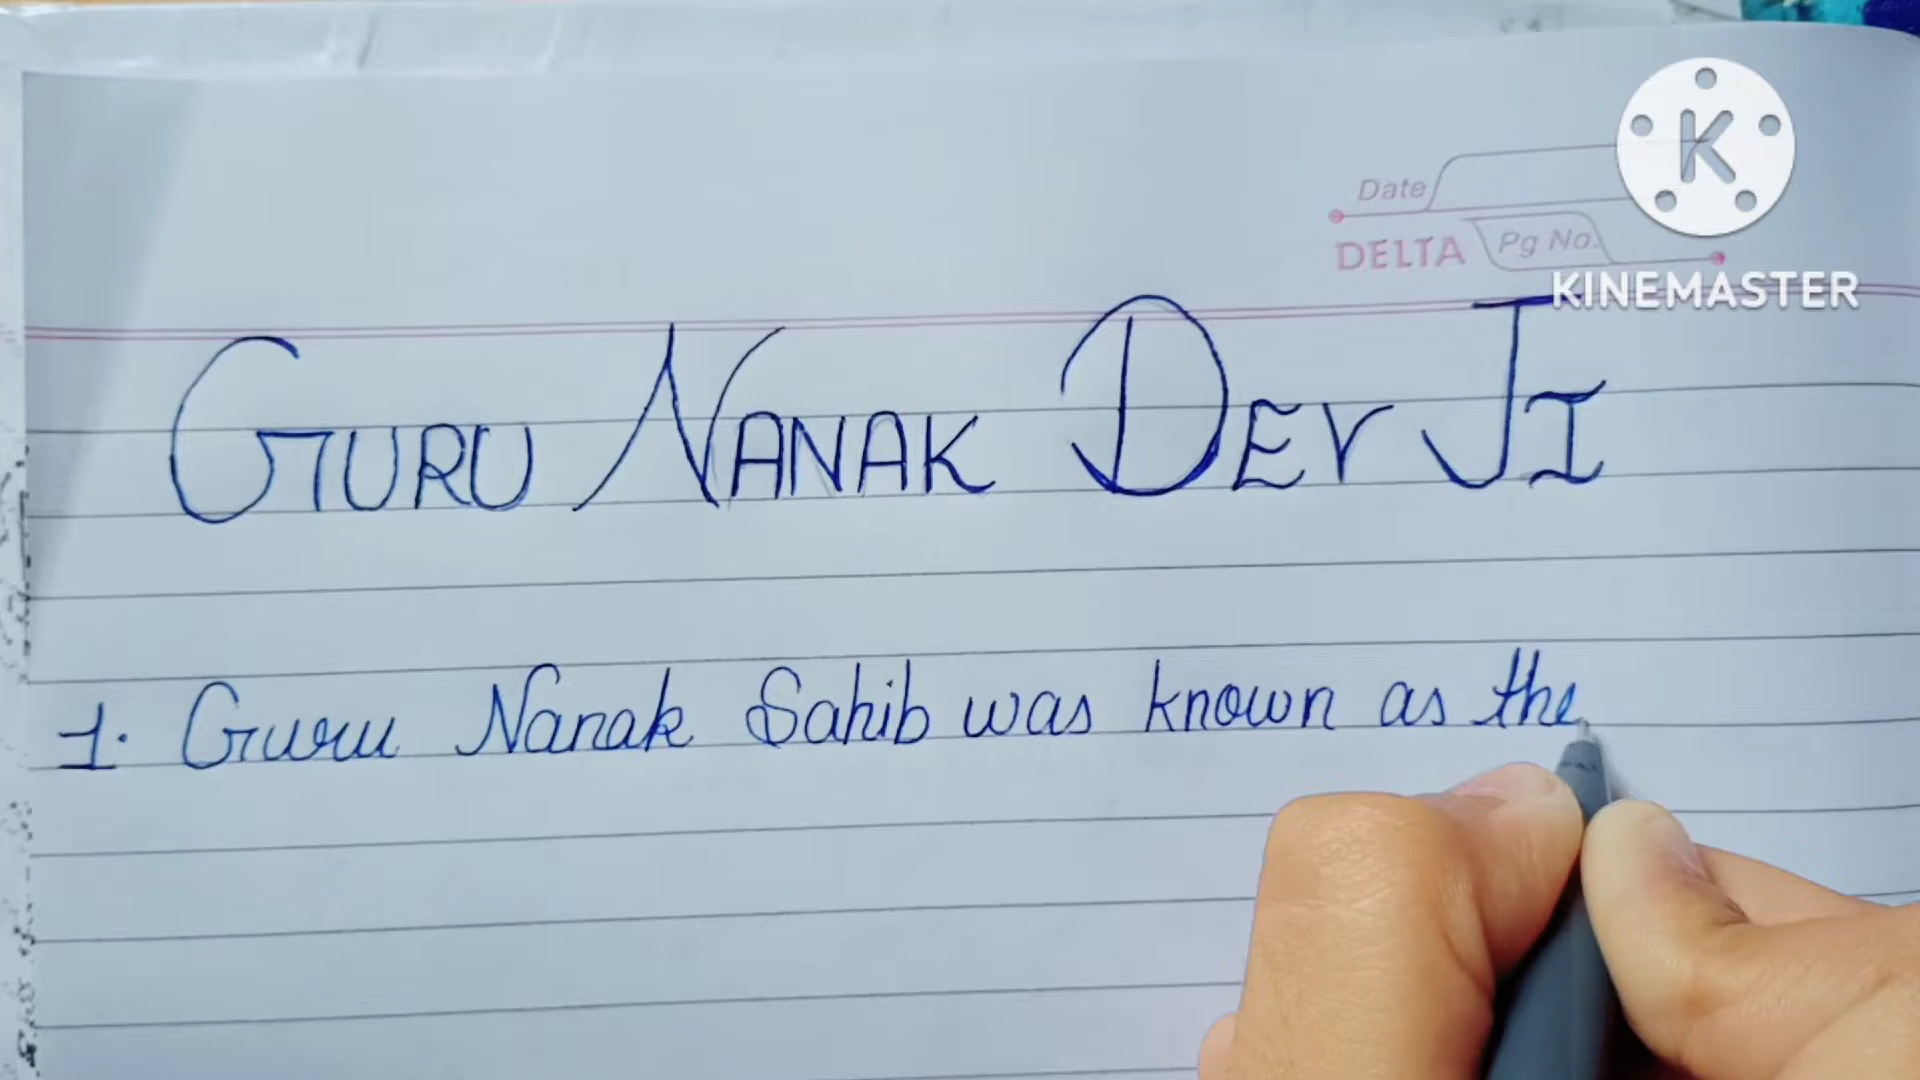 Date
KINEMASTER
DELTA Pg No.
GURU NANAK DEV JI
1. Guru Nanak Sahib was known as the